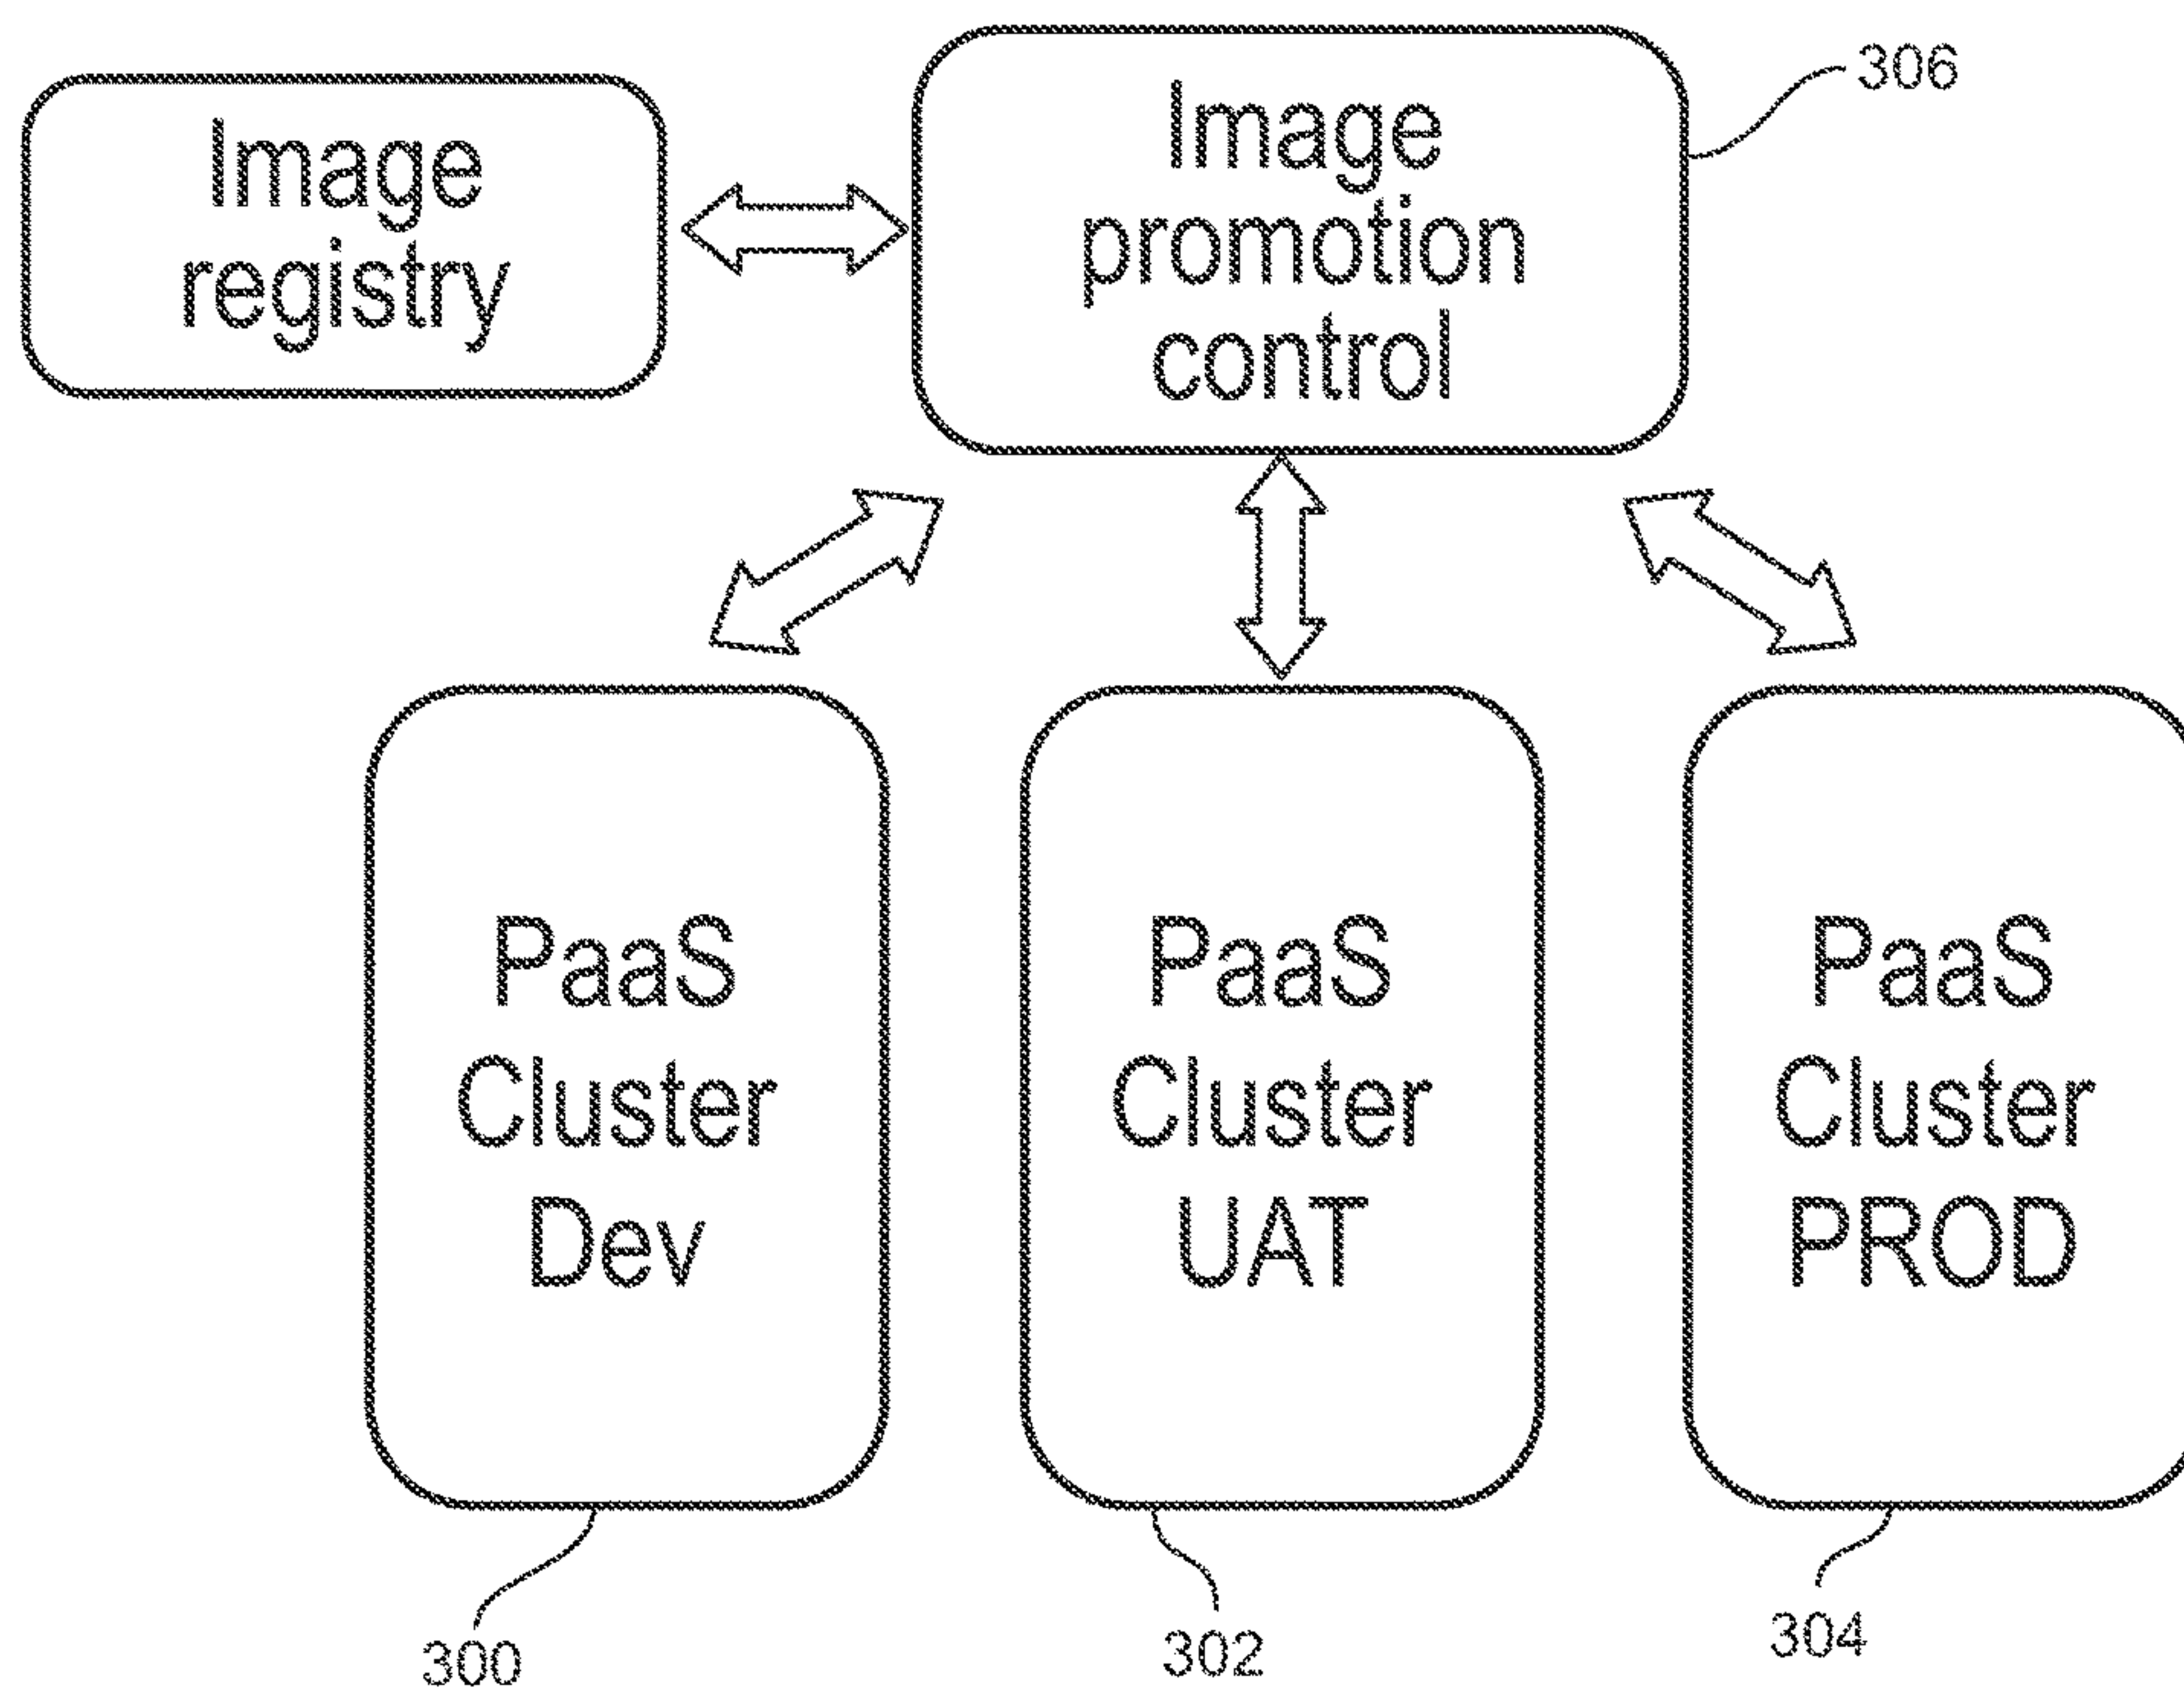 Image
registry
Image
promotion
control
306
PaaS
Cluster
Dev
PaaS
Cluster
UAT
PaaS
Cluster
PROD
300
302
304